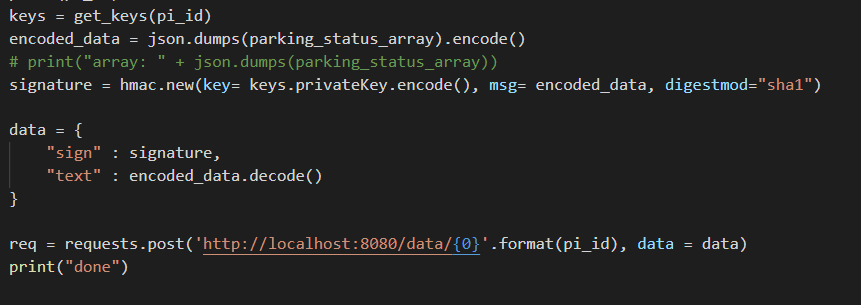 keys = get_keys(pi_id)
encoded_data = json.dumps(parking_status_array).encode()
# print("array: " + json.dumps(parking_status_array))
signature = hmac.new(key= keys.privateKey.encode(), msg= encoded_data, digestmod="sha1")
data = {
"sign" : signature,
"text" : encoded_data.decode()
}
req = requests.post('http://localhost:8080/data/{0}'.format(pi_id), data = data)
print("done")